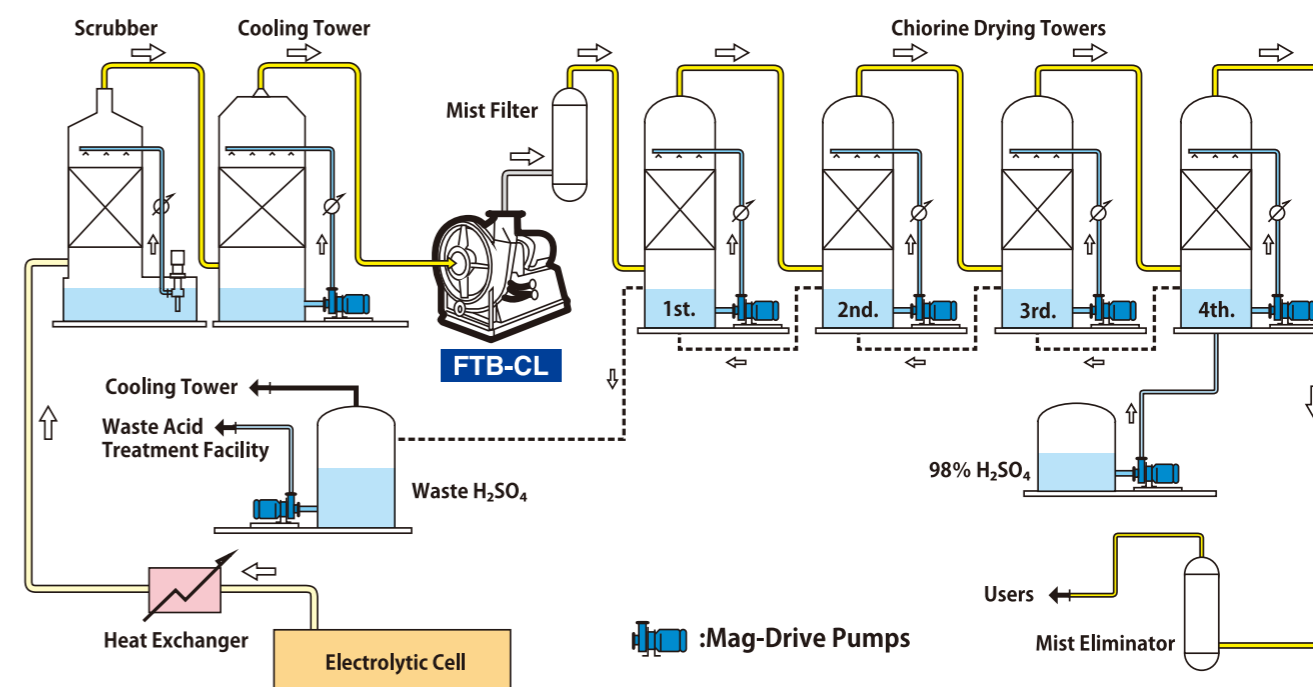 Scrubber
Cooling Tower
Chiorine Drying Towers
Mist Filter
1st.
2nd.
3rd.
4th.
FTB-CL
Cooling Tower
Waste Acid
Treatment Facility
Waste H₂SO₄
98% H₂SO₄
Users
Heat Exchanger
Electrolytic Cell
:Mag-Drive Pumps
Mist Eliminator